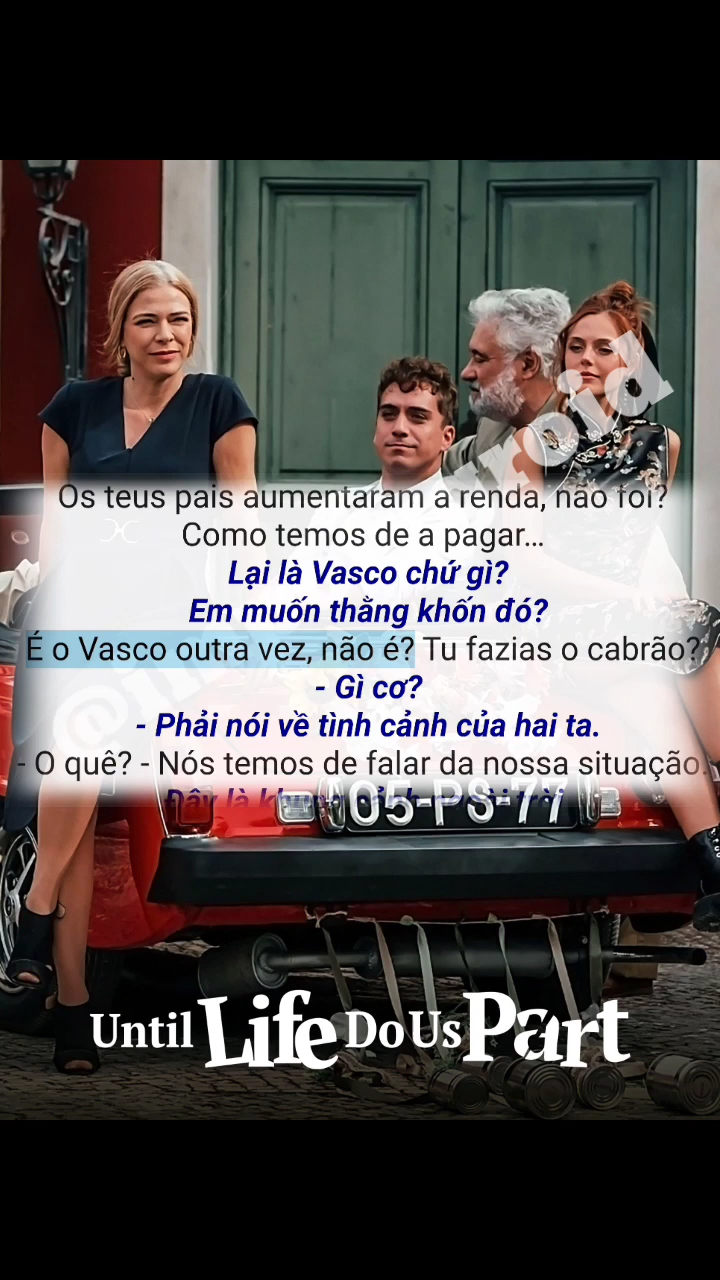 Os teus pais aumentaram a renda, não foi?
Como temos de a pagar...
Lại là Vasco chứ gì?
Em muốn thằng khốn đó?
É o Vasco outra vez, não é? Tu fazias o cabrão?
- Gì cơ?
- Phải nói về tình cảnh của hai ta.
- O quê? - Nós temos de falar da nossa situação.
Đây là
05-PS-77
Until Life Do Us Part